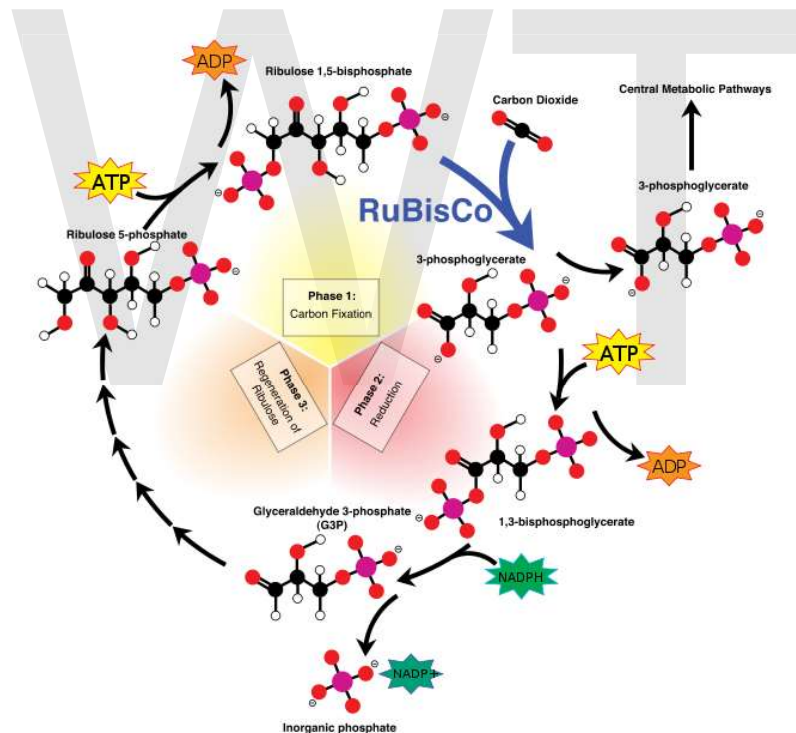 WT
ADP
Ribulose 1,5-bisphosphate
Carbon Dioxide
Central Metabolic Pathways
ATP
RuBisCo
3-phosphoglycerate
Ribulose 5-phosphate
3-phosphoglycerate
Phase 1:
Carbon Fixation
ATP
Phase 3:
Regeneration of
Ribulose
Phase 2:
Reduction
ADP
1,3-bisphosphoglycerate
Glyceraldehyde 3-phosphate
(G3P)
NADPH
NADP+
Inorganic phosphate